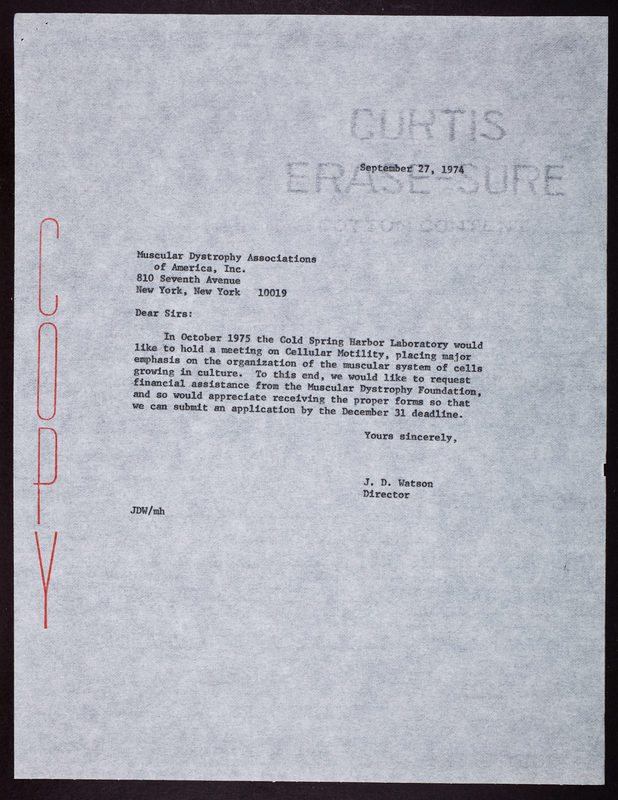 CURTIS
September 27, 1974
ERASE-SURE
COTTON CONTENT
COPY
Muscular Dystrophy Associations
of America, Inc.
810 Seventh Avenue
New York, New York 10019
Dear Sirs:
In October 1975 the Cold Spring Harbor Laboratory would
like to hold a meeting on Cellular Motility, placing major
emphasis on the organization of the muscular system of cells
growing in culture. To this end, we would like to request
financial assistance from the Muscular Dystrophy Foundation,
and so would appreciate receiving the proper forms so that
we can submit an application by the December 31 deadline.
Yours sincerely,
J. D. Watson
Director
JDW/mh